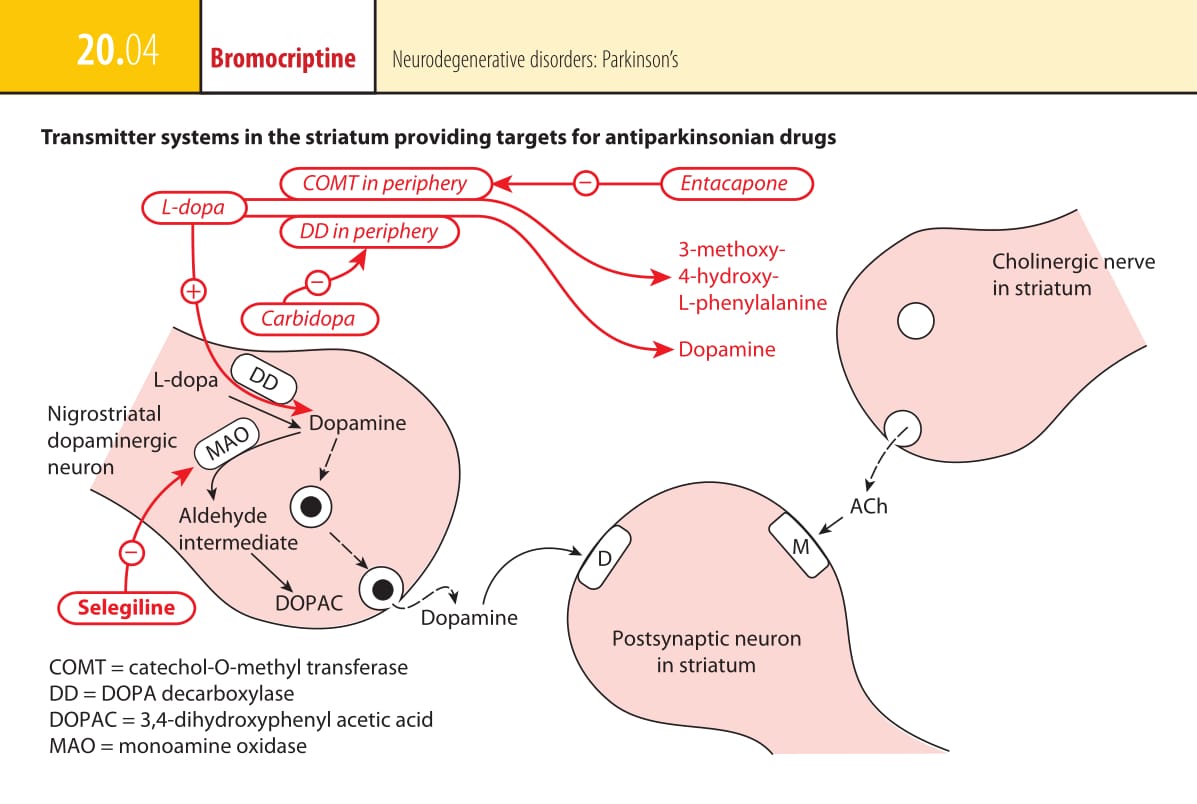 20.04
Bromocriptine
Neurodegenerative disorders: Parkinson's
Transmitter systems in the striatum providing targets for antiparkinsonian drugs
COMT in periphery
Entacapone
L-dopa
DD in periphery
3-methoxy-
4-hydroxy-
L-phenylalanine
Cholinergic nerve
in striatum
Carbidopa
Dopamine
L-dopa
DD
Nigrostriatal
dopaminergic
neuron
MAO
Dopamine
Aldehyde
intermediate
ACh
M
D
Selegiline
DOPAC
Dopamine
Postsynaptic neuron
in striatum
COMT = catechol-O-methyl transferase
DD = DOPA decarboxylase
DOPAC = 3,4-dihydroxyphenyl acetic acid
MAO = monoamine oxidase